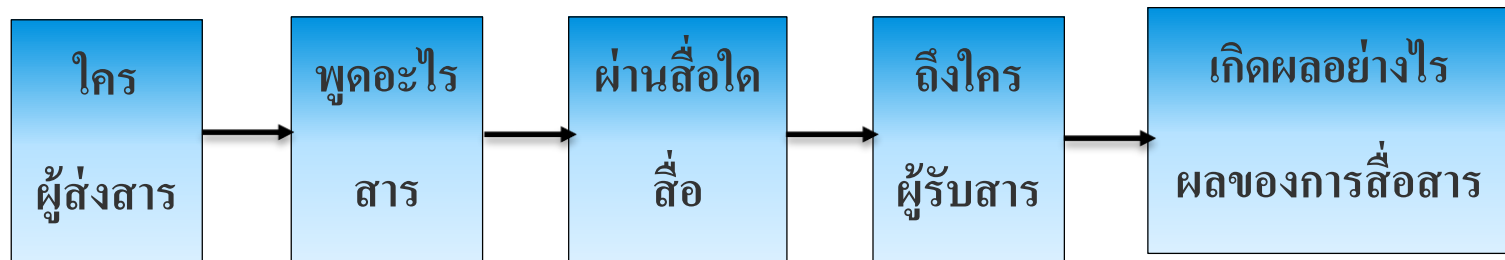 ใคร
ผู้ส่งสาร
พูดอะไร
สาร
ผ่านสื่อใด
สื่อ
ถึงใคร
ผู้รับสาร
เกิดผลอย่างไร
ผลของการสื่อสาร